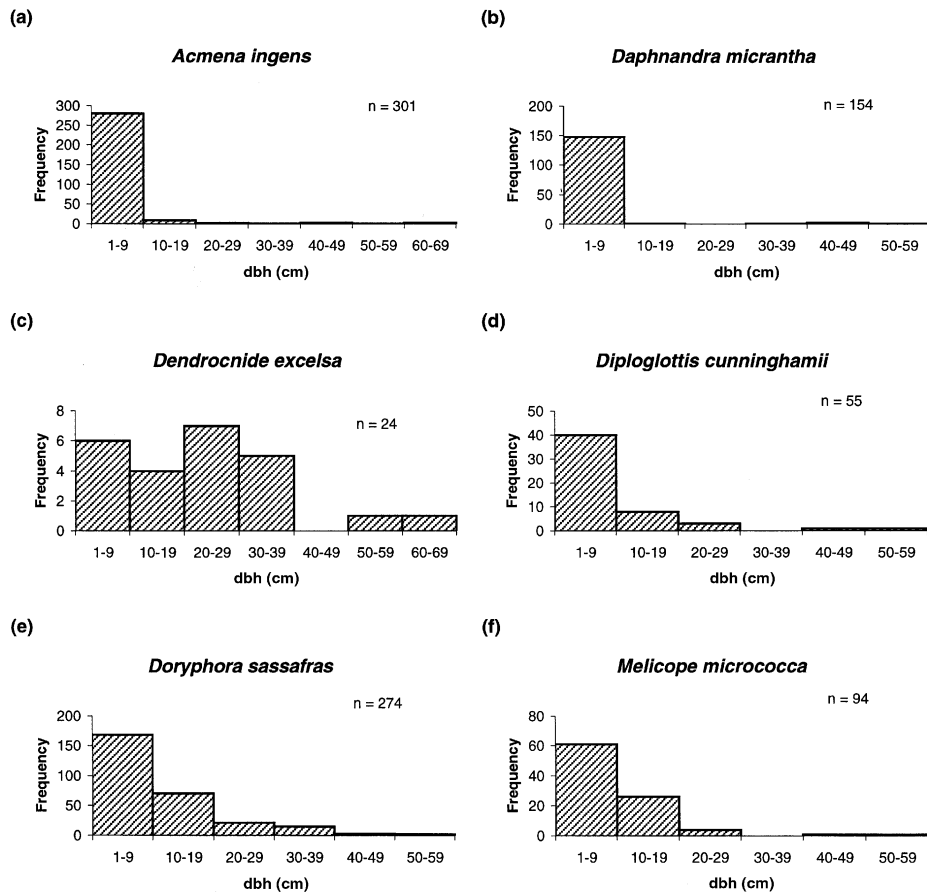 (a)
Acmena ingens
n = 301
Frequency
300
250
200
150
100
50
0
1-9 10-19 20-29 30-39 40-49 50-59 60-69
dbh (cm)
(b)
Daphnandra micrantha
n = 154
Frequency
200
150
100
50
0
1-9 10-19 20-29 30-39 40-49 50-59
dbh (cm)
(c)
Dendrocnide excelsa
n = 24
Frequency
8
6
4
2
0
1-9 10-19 20-29 30-39 40-49 50-59 60-69
dbh (cm)
(d)
Diploglottis cunninghamii
n = 55
Frequency
50
40
30
20
10
0
1-9 10-19 20-29 30-39 40-49 50-59
dbh (cm)
(e)
Doryphora sassafras
n = 274
Frequency
200
150
100
50
0
1-9 10-19 20-29 30-39 40-49 50-59
dbh (cm)
(f)
Melicope micrococca
n = 94
Frequency
80
60
40
20
0
1-9 10-19 20-29 30-39 40-49 50-59
dbh (cm)